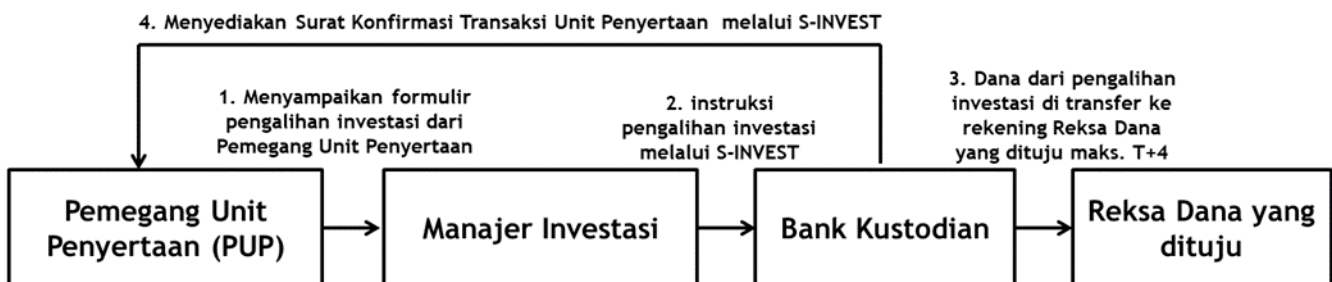 4. Menyediakan Surat Konfirmasi Transaksi Unit Penyertaan melalui S-INVEST
1. Menyampaikan formulir
pengalihan investasi dari
Pemegang Unit Penyertaan
2. instruksi
pengalihan investasi
melalui S-INVEST
3. Dana dari pengalihan
investasi di transfer ke
rekening Reksa Dana
yang dituju maks. T+4
Pemegang Unit
Penyertaan (PUP)
Manajer Investasi
Bank Kustodian
Reksa Dana yang
dituju